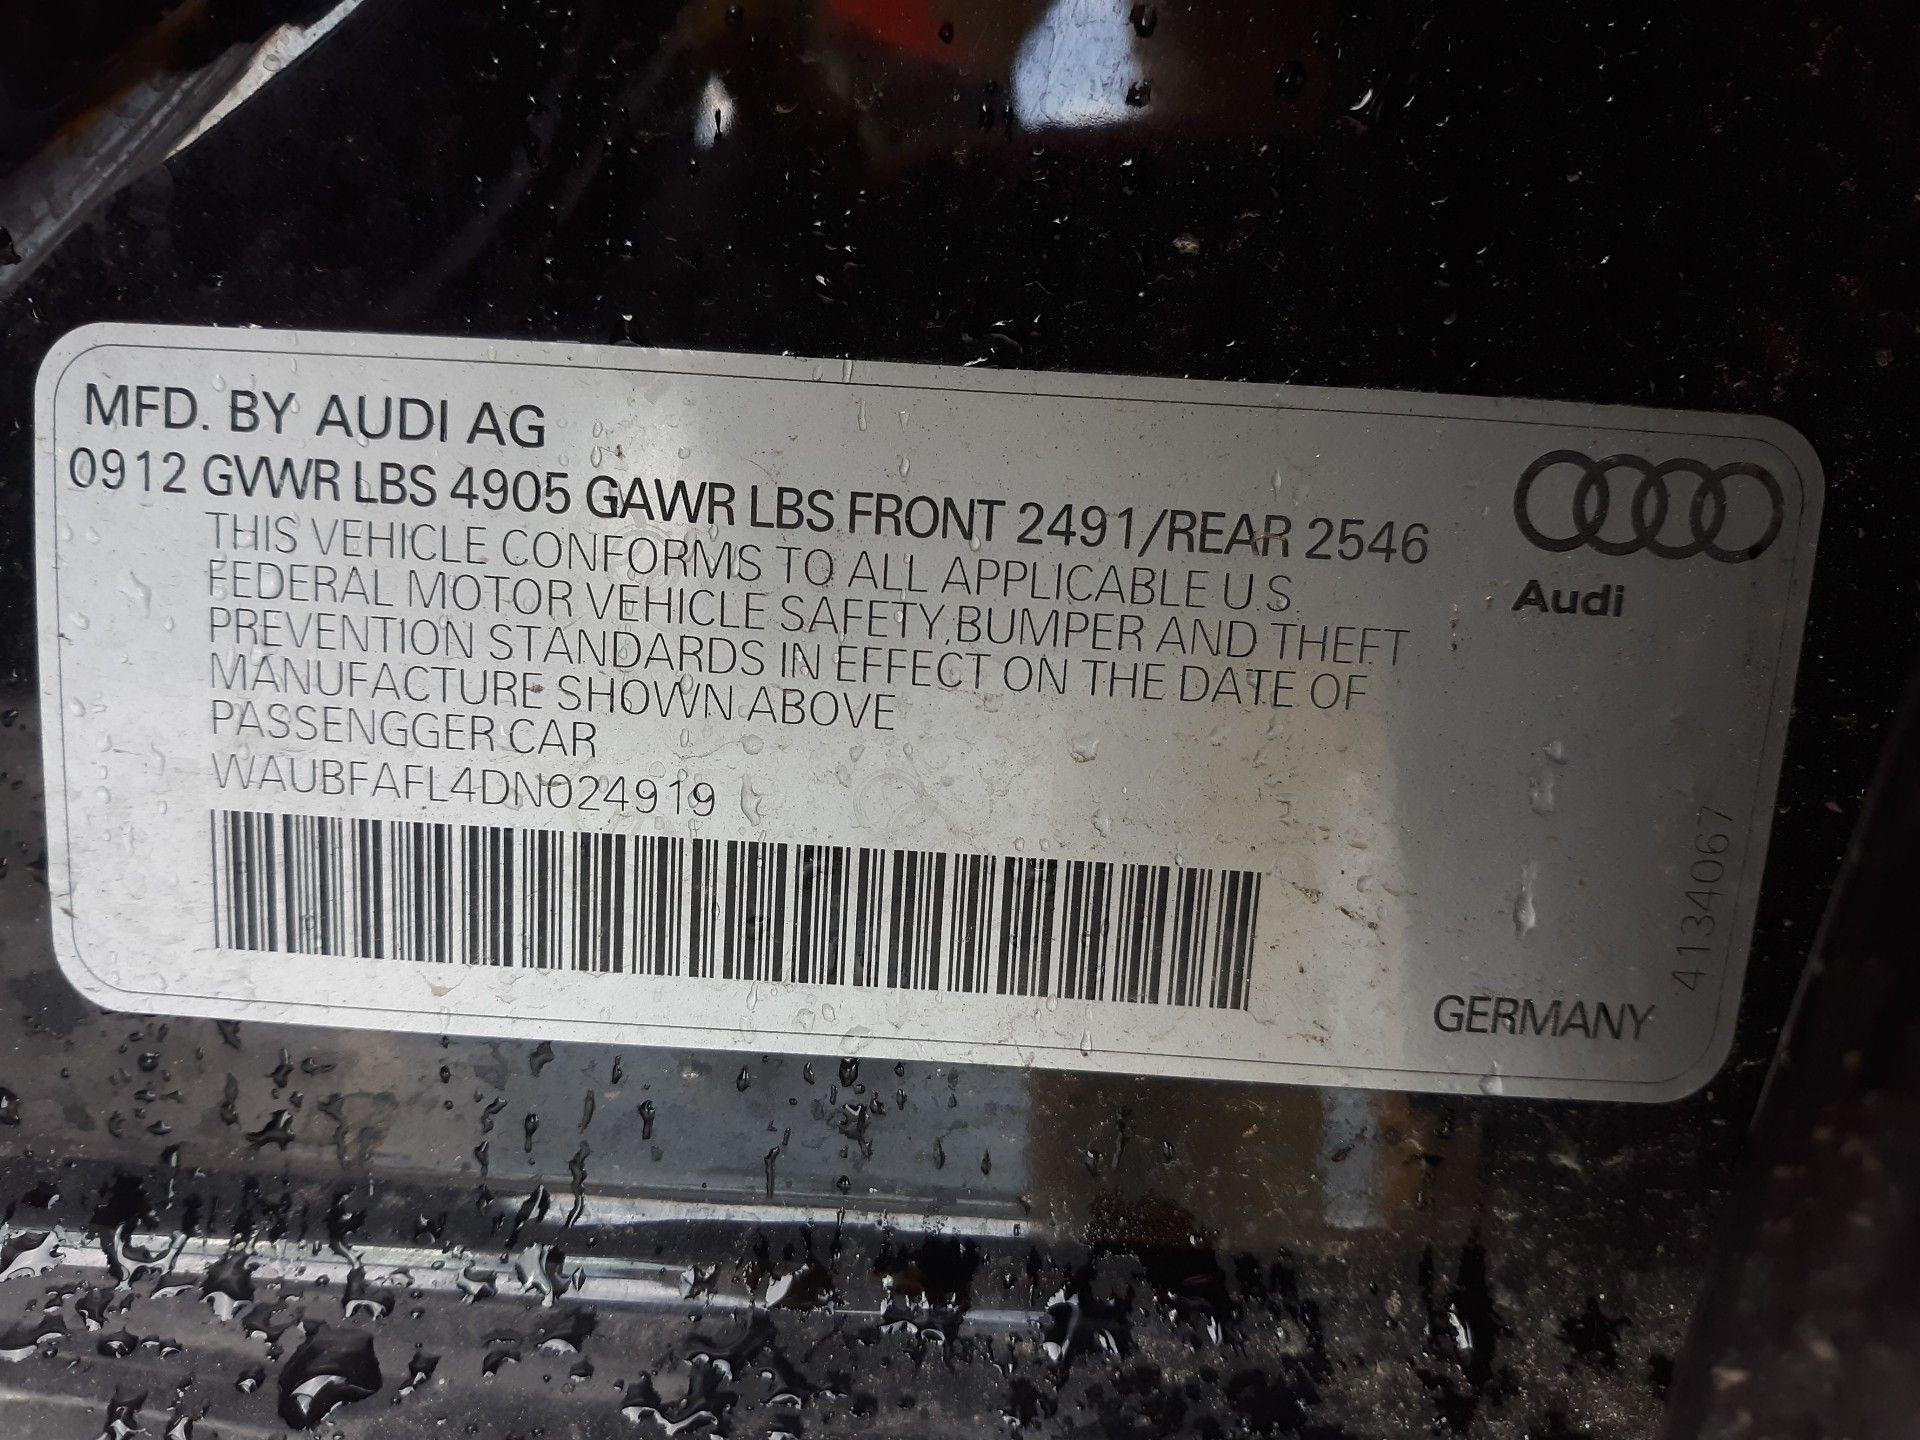 MFD. BY AUDI AG
0912 GVWR LBS 4905 GAWR LBS FRONT 2491/REAR 2546
THIS VEHICLE CONFORMS TO ALL APPLICABLE U.S.
FEDERAL MOTOR VEHICLE SAFETY,BUMPER AND THEFT
PREVENTION STANDARDS IN EFFECT ON THE DATE OF
MANUFACTURE SHOWN ABOVE
PASSENGGER CAR
WAUBFAFL4DN024919
Audi
GERMANY
4134067